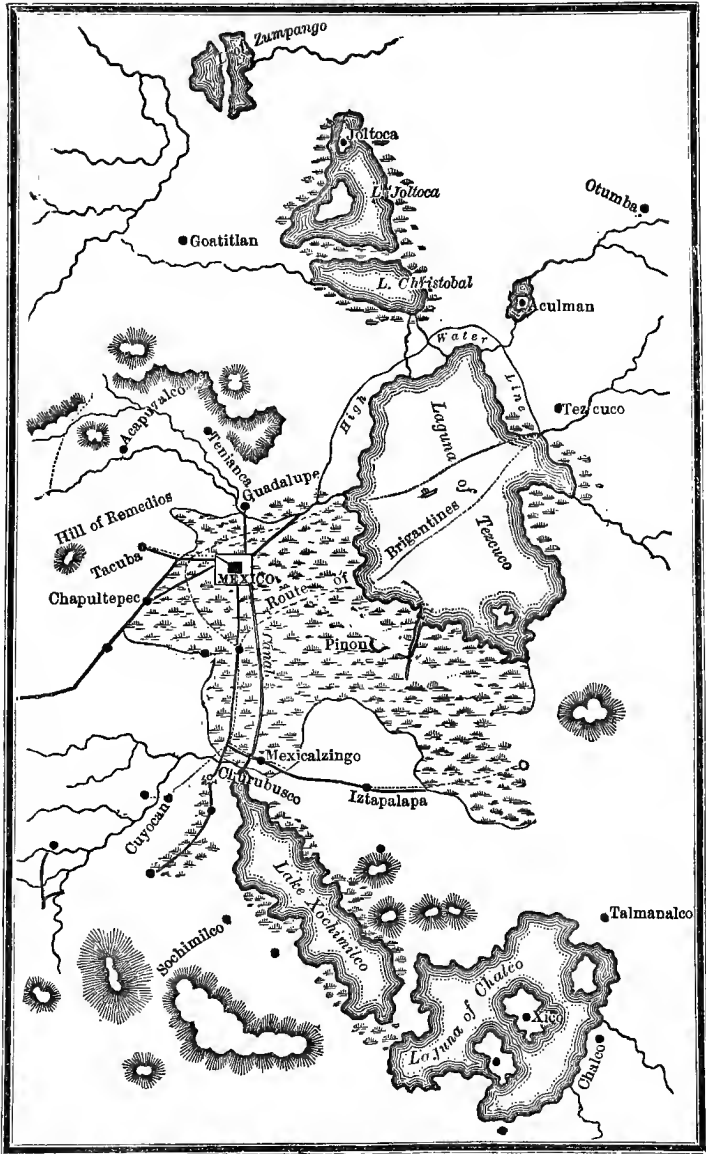 L. of Zumpango
Joltoca
L. Joltoca
Otumba
Goatitlan
L. Christobal
Aculman
High Water Line
Tezcuco
Acapuzalco
Tenianca
Laguna of Tezcuco
Guadalupe
Hill of Remedios
Tacuba
MEXICO
Route of Brigantines
Chapultepec
Canal
Pinon
Mexicalzingo
Churubusco
Iztapalapa
Cuyocan
Lake Xochimilco
Talmanalco
Sochimilco
Laguna of Chalco
Xico
Chalco